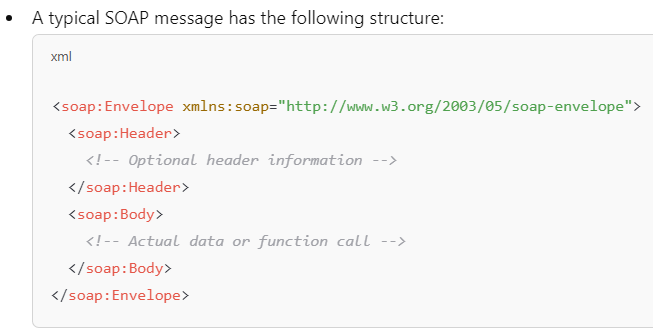 • A typical SOAP message has the following structure:
xml
<soap:Envelope xmlns:soap="http://www.w3.org/2003/05/soap-envelope">
  <soap:Header>
    <!-- Optional header information -->
  </soap:Header>
  <soap:Body>
    <!-- Actual data or function call -->
  </soap:Body>
</soap:Envelope>